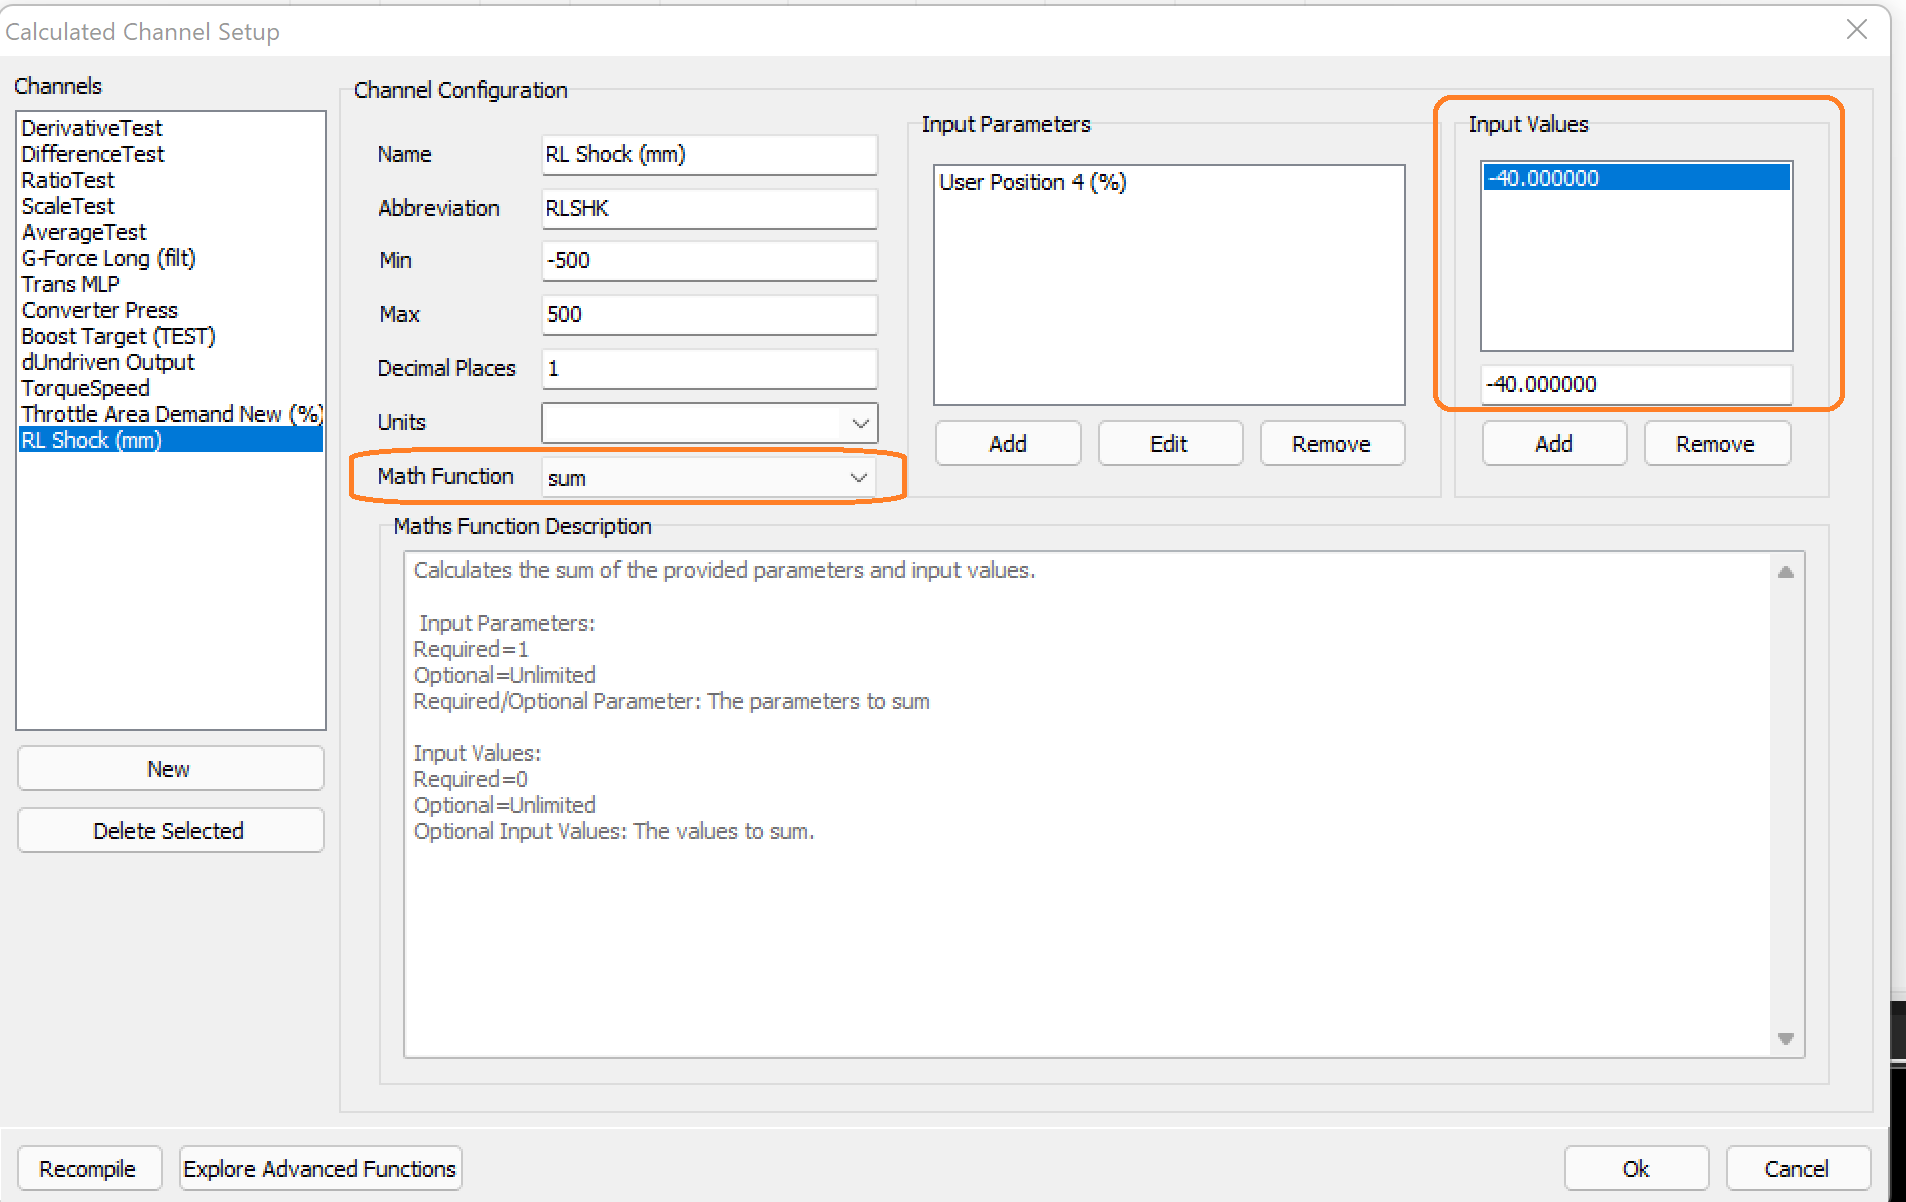 Calculated Channel Setup
Channels
DerivativeTest
DifferenceTest
RatioTest
ScaleTest
AverageTest
G-Force Long (filt)
Trans MLP
Converter Press
Boost Target (TEST)
dUndriven Output
TorqueSpeed
Throttle Area Demand New (%)
RL Shock (mm)
New
Delete Selected
Channel Configuration
Name RL Shock (mm)
Abbreviation RLSHK
Min -500
Max 500
Decimal Places 1
Units
Math Function sum
Input Parameters
User Position 4 (%)
Add Edit Remove
Input Values
-40.000000
-40.000000
Add Remove
Maths Function Description
Calculates the sum of the provided parameters and input values.
Input Parameters:
Required=1
Optional=Unlimited
Required/Optional Parameter: The parameters to sum
Input Values:
Required=0
Optional=Unlimited
Optional Input Values: The values to sum.
Recompile Explore Advanced Functions Ok Cancel